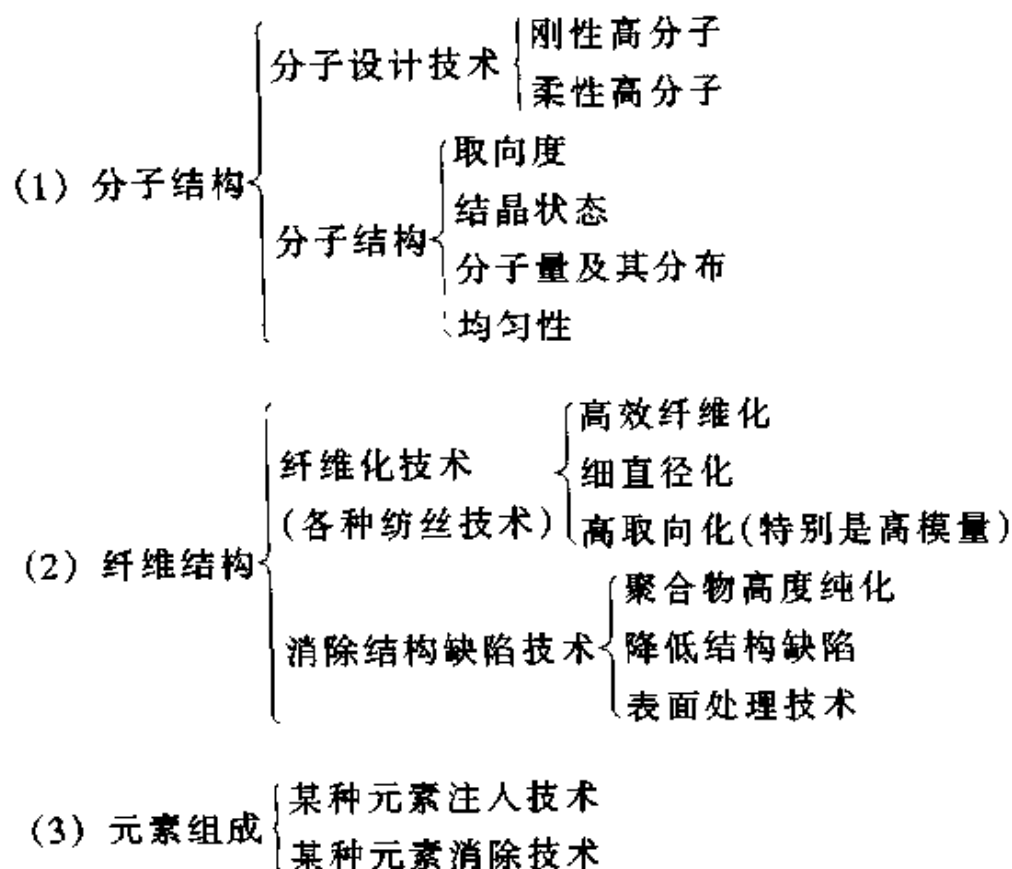 (1) 分子结构
分子设计技术
刚性高分子
柔性高分子
分子结构
取向度
结晶状态
分子量及其分布
均匀性
(2) 纤维结构
纤维化技术
(各种纺丝技术)
高效纤维化
细直径化
高取向化(特别是高模量)
消除结构缺陷技术
聚合物高度纯化
降低结构缺陷
表面处理技术
(3) 元素组成
某种元素注人技术
某种元素消除技术